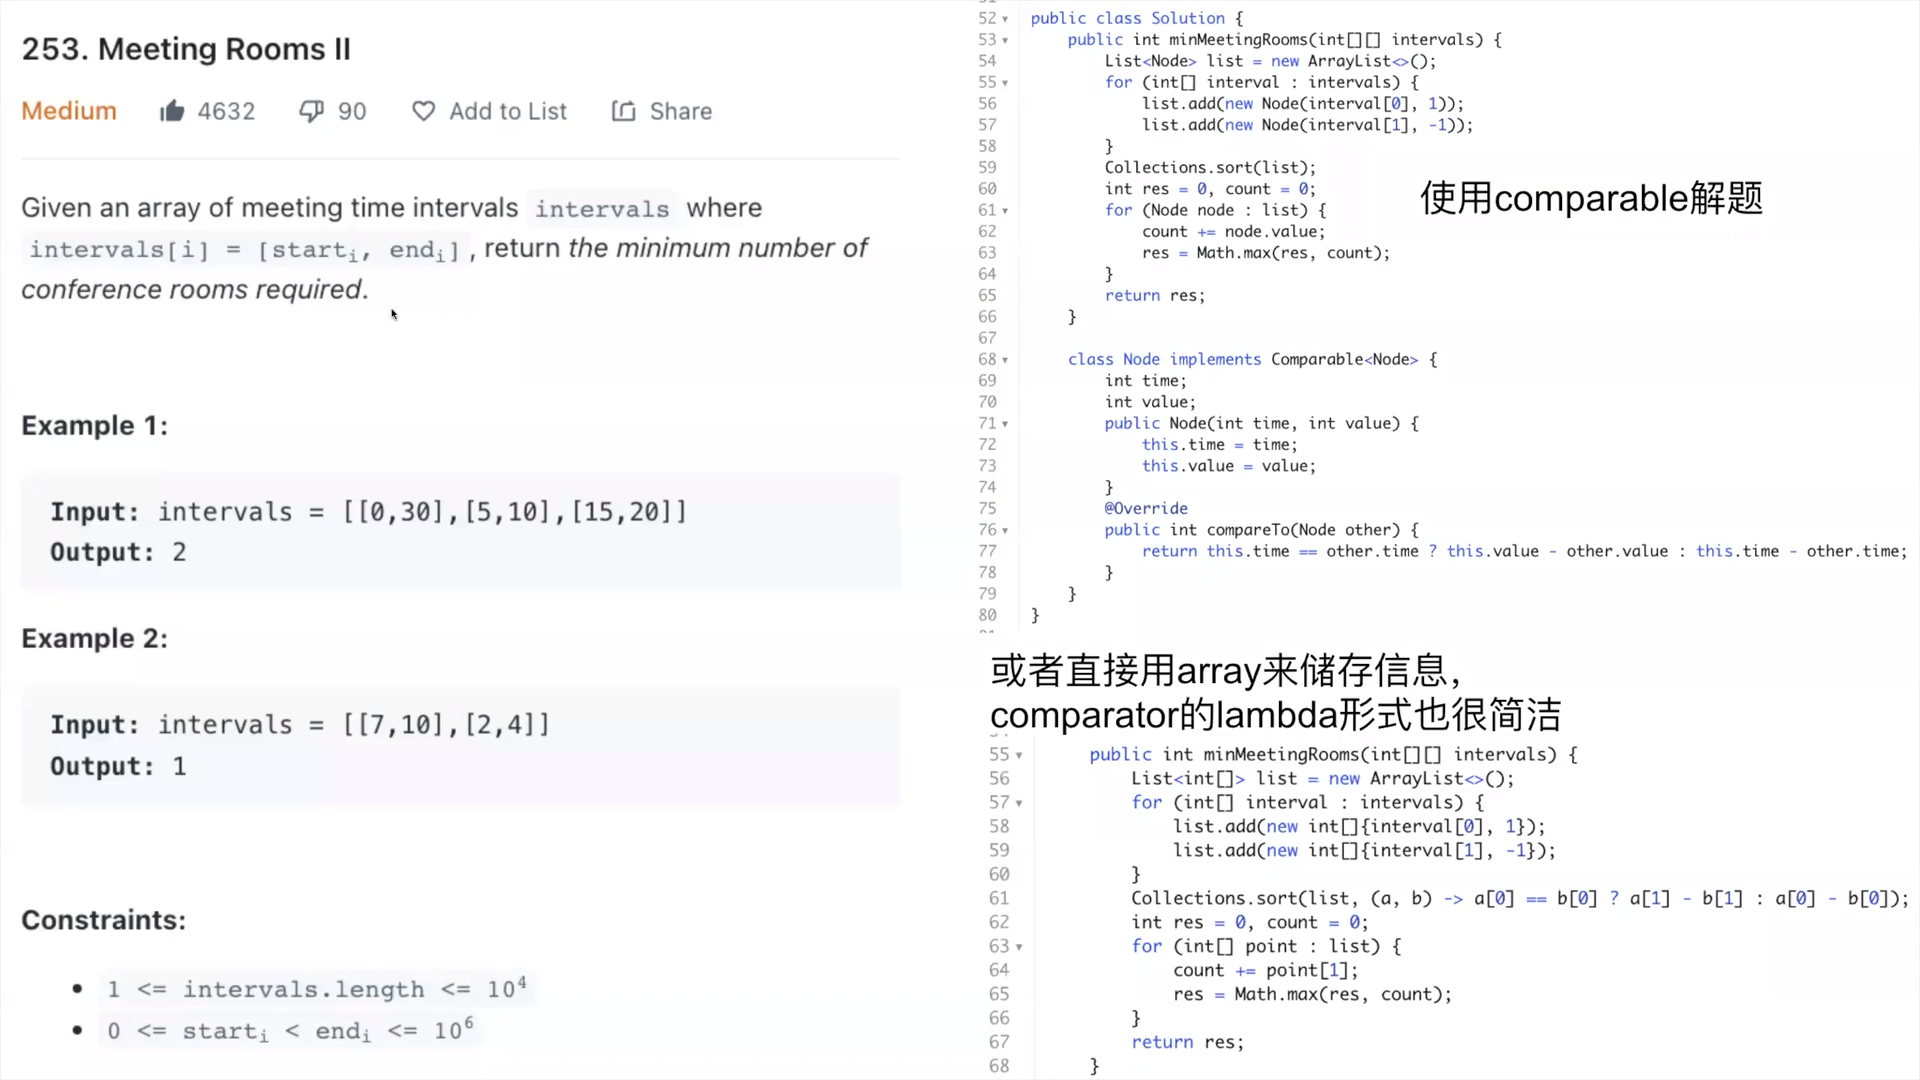 253. Meeting Rooms II
Medium 4632 90 Add to List Share
Given an array of meeting time intervals intervals where
intervals[i] = [starti, endi], return the minimum number of
conference rooms required.
Example 1:
Input: intervals = [[0,30],[5,10],[15,20]]
Output: 2
Example 2:
Input: intervals = [[7,10],[2,4]]
Output: 1
Constraints:
• 1 <= intervals.length <= 10^4
• 0 <= starti < endi <= 10^6
52 public class Solution {
53 public int minMeetingRooms(int[][] intervals) {
54 List<Node> list = new ArrayList<>();
55 for (int[] interval : intervals) {
56 list.add(new Node(interval[0], 1));
57 list.add(new Node(interval[1], -1));
58 }
59 Collections.sort(list);
60 int res = 0, count = 0;
61 for (Node node : list) {
62 count += node.value;
63 res = Math.max(res, count);
64 }
65 return res;
66 }
67
68 class Node implements Comparable<Node> {
69 int time;
70 int value;
71 public Node(int time, int value) {
72 this.time = time;
73 this.value = value;
74 }
75 @Override
76 public int compareTo(Node other) {
77 return this.time == other.time ? this.value - other.value : this.time - other.time;
78 }
79 }
80 }
使用comparable解题
或者直接用array来储存信息，
comparator的lambda形式也很简洁
55 public int minMeetingRooms(int[][] intervals) {
56 List<int[]> list = new ArrayList<>();
57 for (int[] interval : intervals) {
58 list.add(new int[]{interval[0], 1});
59 list.add(new int[]{interval[1], -1});
60 }
61 Collections.sort(list, (a, b) -> a[0] == b[0] ? a[1] - b[1] : a[0] - b[0]);
62 int res = 0, count = 0;
63 for (int[] point : list) {
64 count += point[1];
65 res = Math.max(res, count);
66 }
67 return res;
68 }